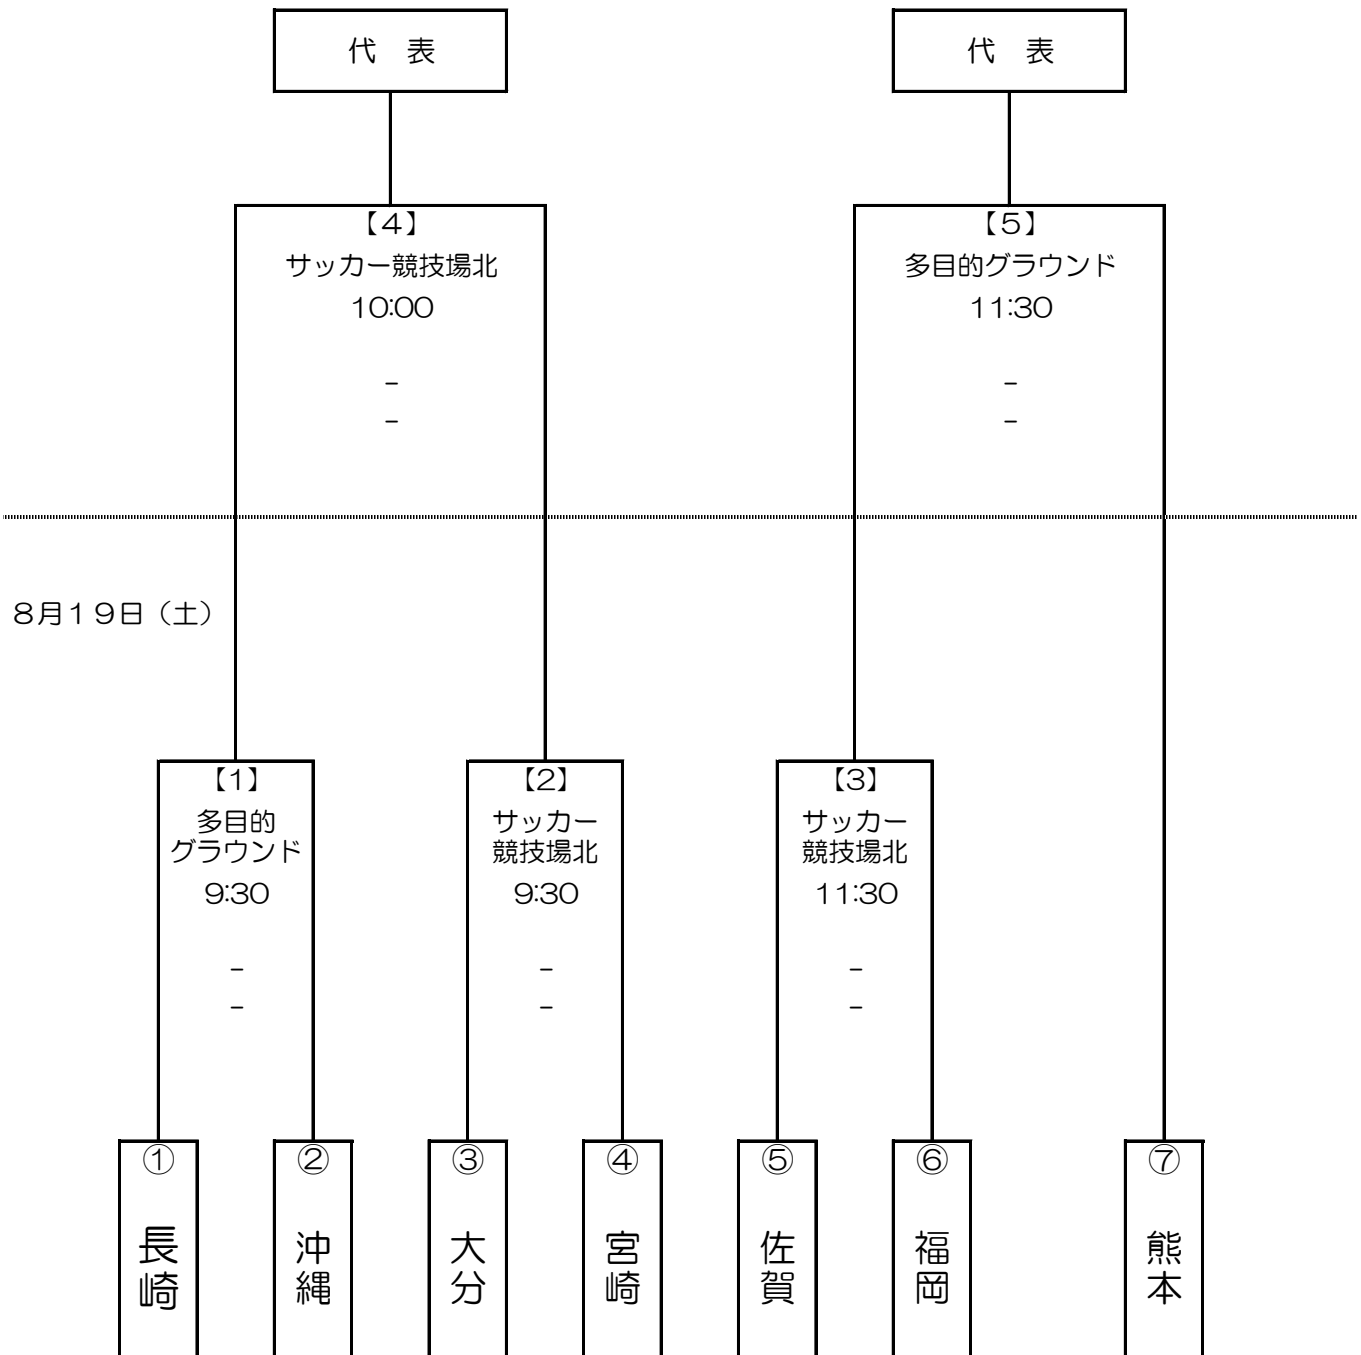 代　表
代　表
【4】
サッカー競技場北
10:00
-
-
【5】
多目的グラウンド
11:30
-
-
8月１９日（土）
【1】
多目的
グラウンド
9:30
-
-
【2】
サッカー
競技場北
9:30
-
-
【3】
サッカー
競技場北
11:30
-
-
①
長崎
②
沖縄
③
大分
④
宮崎
⑤
佐賀
⑥
福岡
⑦
熊本